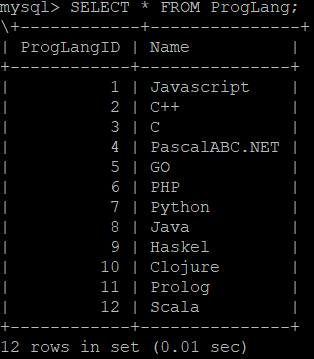 mysql> SELECT * FROM ProgLang;
\+------------+---------------+
| ProgLangID | Name          |
+------------+---------------+
|          1 | Javascript    |
|          2 | C++           |
|          3 | C             |
|          4 | PascalABC.NET |
|          5 | GO            |
|          6 | PHP           |
|          7 | Python        |
|          8 | Java          |
|          9 | Haskel        |
|         10 | Clojure       |
|         11 | Prolog        |
|         12 | Scala         |
+------------+---------------+
12 rows in set (0.01 sec)